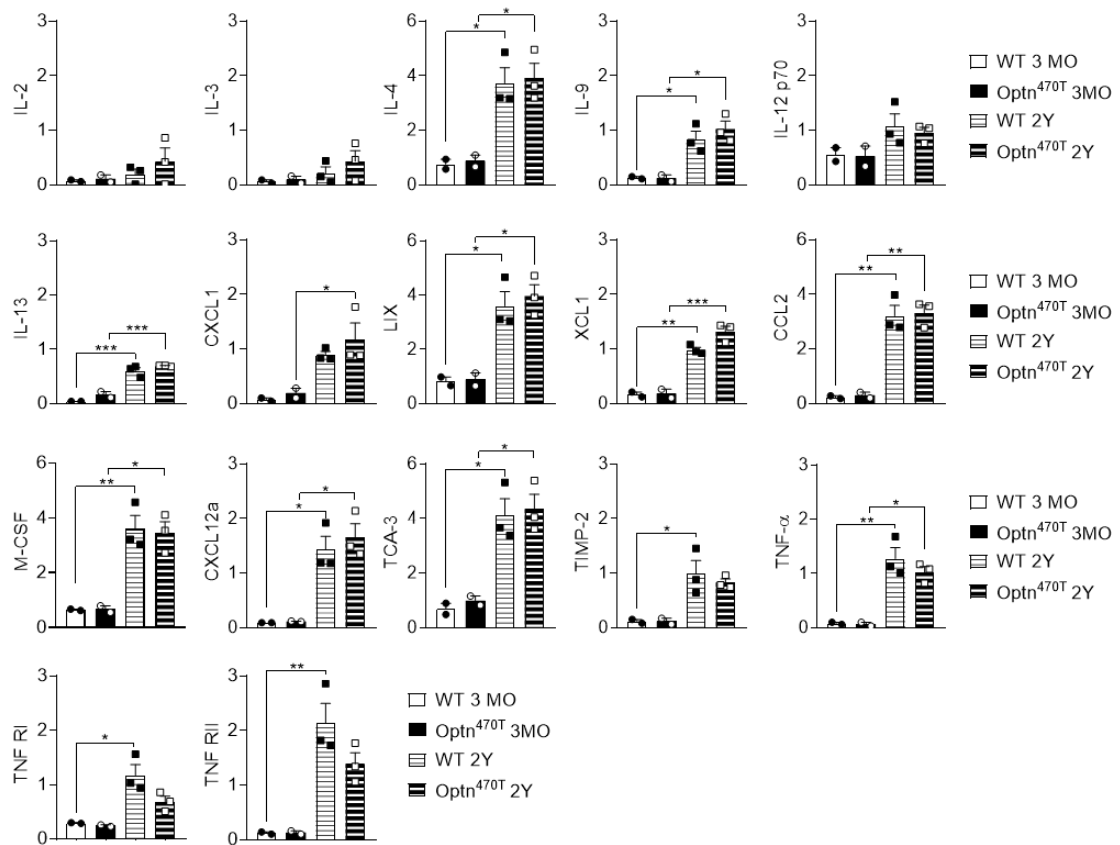 3
2
1
0
IL-2
3
2
1
0
IL-3
6
4
2
0
IL-4
* *
3
2
1
0
IL-9
* *
3
2
1
0
IL-12 p70
WT 3 MO
Optn470T 3MO
WT 2Y
Optn470T 2Y
3
2
1
0
IL-13
*** ***
3
2
1
0
CXCL1
*
6
4
2
0
LIX
* *
3
2
1
0
XCL1
** ***
6
4
2
0
CCL2
** **
WT 3 MO
Optn470T 3MO
WT 2Y
Optn470T 2Y
6
4
2
0
M-CSF
** *
3
2
1
0
CXCL12a
* *
6
4
2
0
TCA-3
* *
3
2
1
0
TIMP-2
*
3
2
1
0
TNF-α
** *
WT 3 MO
Optn470T 3MO
WT 2Y
Optn470T 2Y
3
2
1
0
TNF RI
*
3
2
1
0
TNF RII
**
WT 3 MO
Optn470T 3MO
WT 2Y
Optn470T 2Y